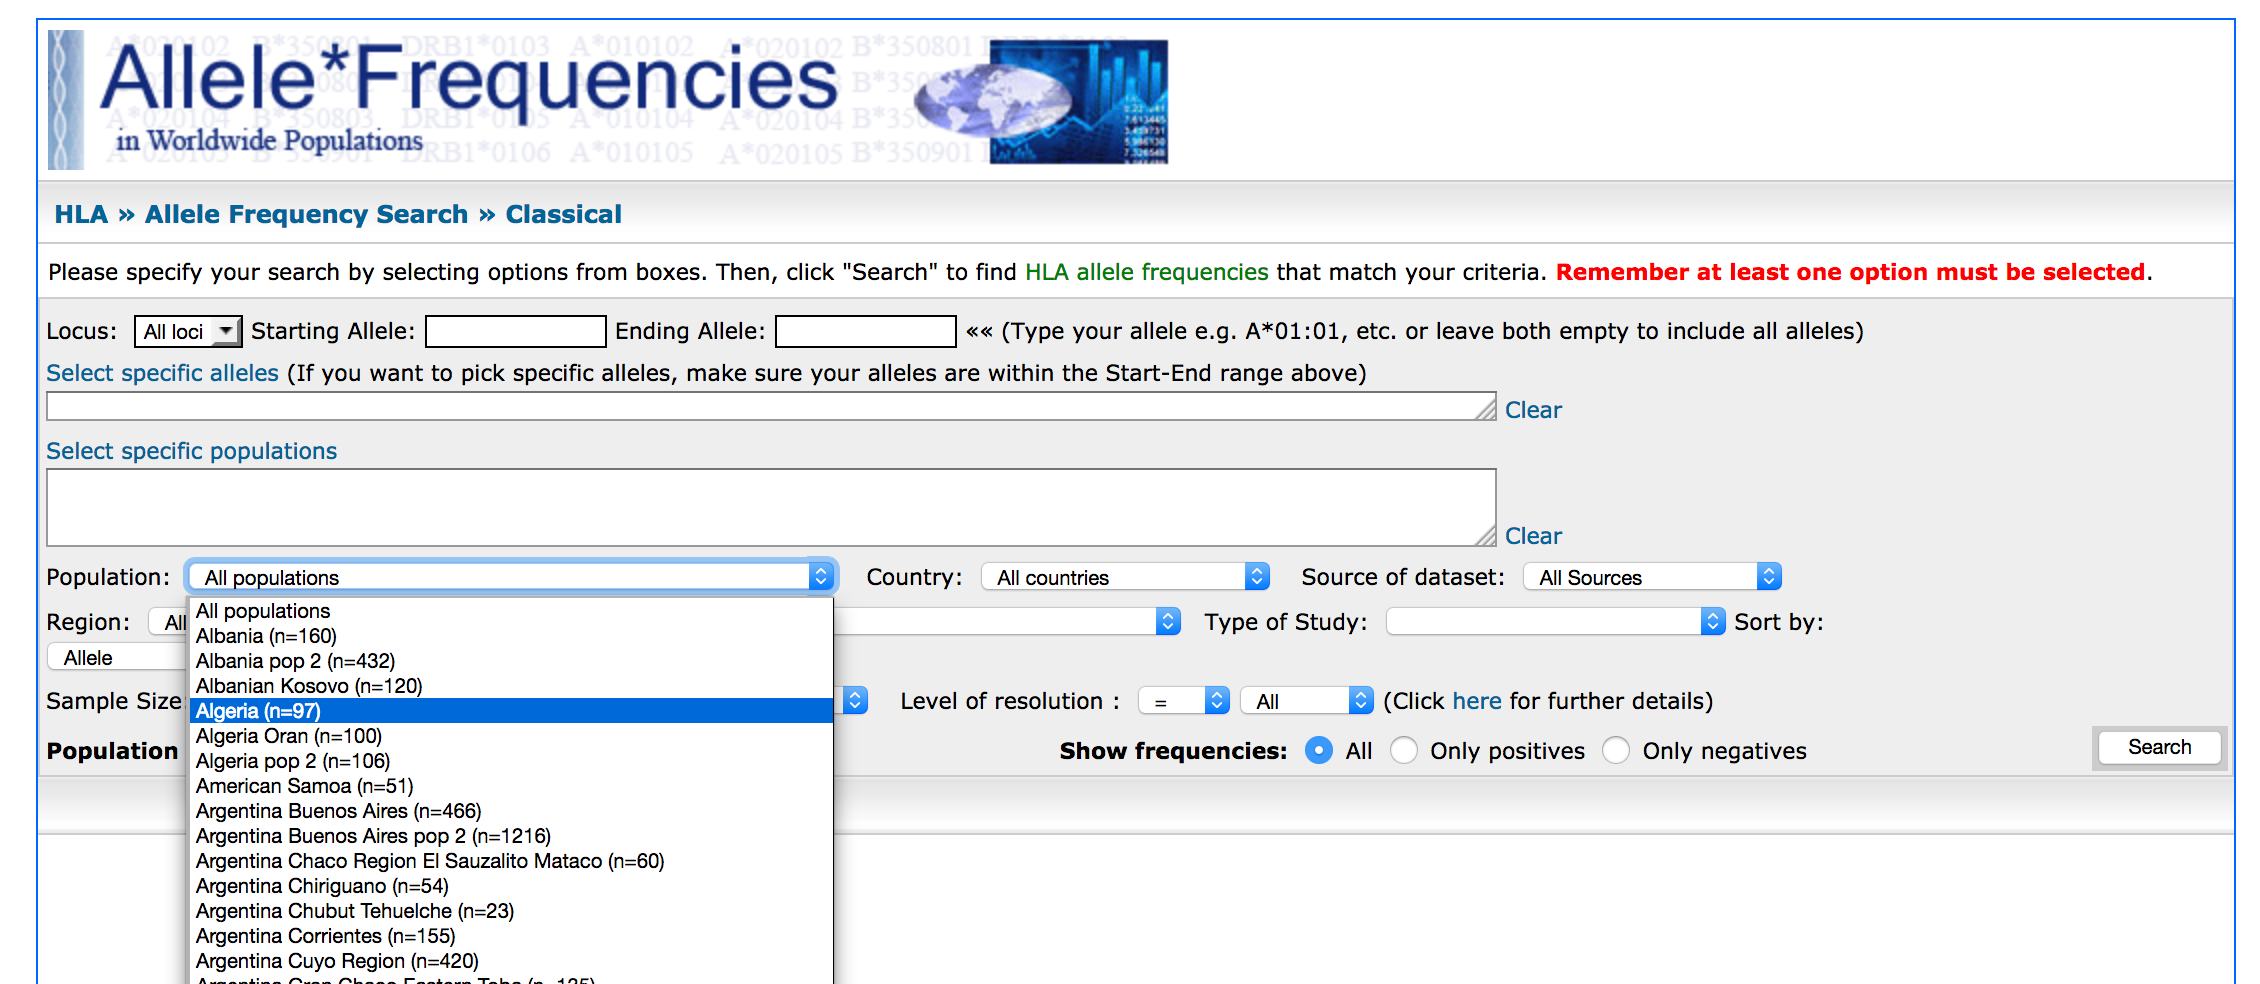 Allele*Frequencies
in Worldwide Populations
HLA » Allele Frequency Search » Classical
Please specify your search by selecting options from boxes. Then, click "Search" to find HLA allele frequencies that match your criteria. Remember at least one option must be selected.
Locus: All loci Starting Allele: Ending Allele: «« (Type your allele e.g. A*01:01, etc. or leave both empty to include all alleles)
Select specific alleles (If you want to pick specific alleles, make sure your alleles are within the Start-End range above)
Clear
Select specific populations
Clear
Population: All populations Country: All countries Source of dataset: All Sources
Region: All Type of Study: Sort by:
Allele
Sample Size: Level of resolution : = All (Click here for further details)
Population Show frequencies: All Only positives Only negatives Search
All populations
Albania (n=160)
Albania pop 2 (n=432)
Albanian Kosovo (n=120)
Algeria (n=97)
Algeria Oran (n=100)
Algeria pop 2 (n=106)
American Samoa (n=51)
Argentina Buenos Aires (n=466)
Argentina Buenos Aires pop 2 (n=1216)
Argentina Chaco Region El Sauzalito Mataco (n=60)
Argentina Chiriguano (n=54)
Argentina Chubut Tehuelche (n=23)
Argentina Corrientes (n=155)
Argentina Cuyo Region (n=420)